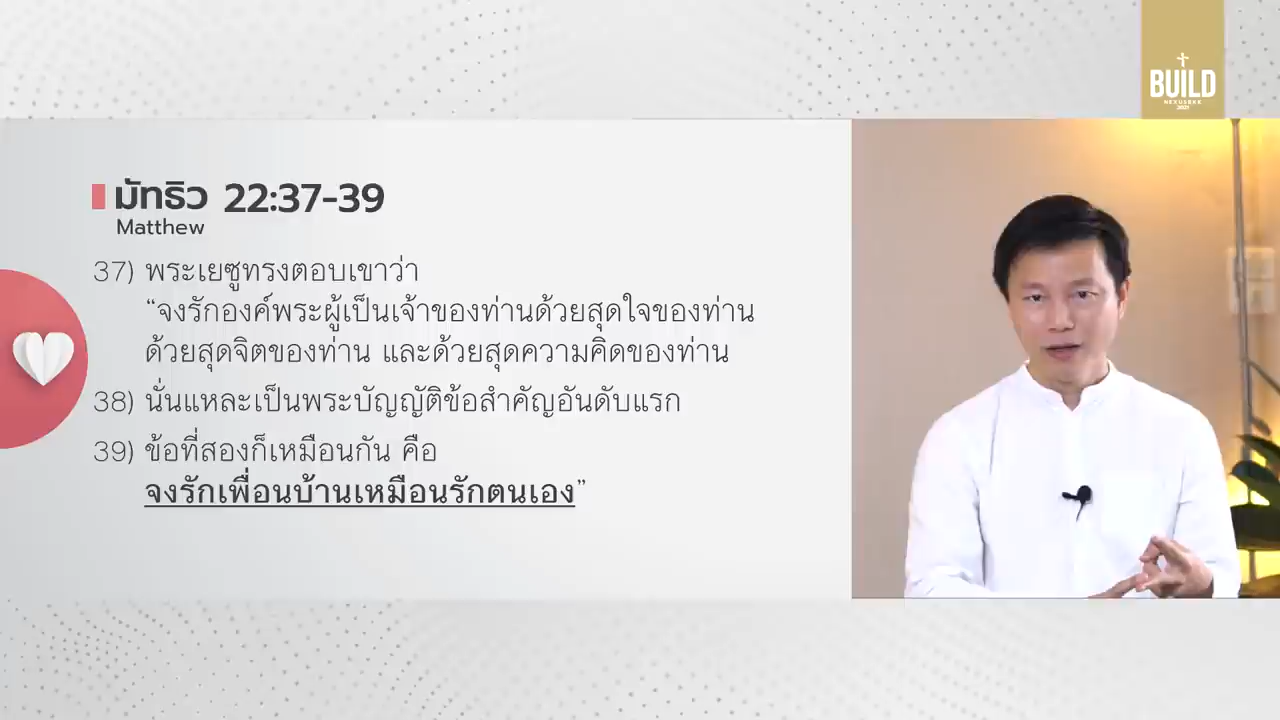 BUILD
NEXUSBKK
2021
มัทธิว 22:37-39
Matthew
37) พระเยซูทรงตอบเขาว่า
“จงรักองค์พระผู้เป็นเจ้าของท่านด้วยสุดใจของท่าน
ด้วยสุดจิตของท่าน และด้วยสุดความคิดของท่าน
38) นั่นแหละเป็นพระบัญญัติข้อสำคัญอันดับแรก
39) ข้อที่สองก็เหมือนกัน คือ
จงรักเพื่อนบ้านเหมือนรักตนเอง”